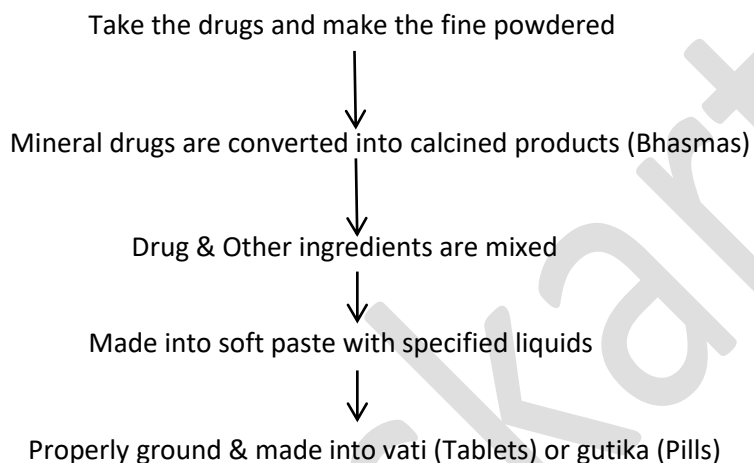 Take the drugs and make the fine powdered
Mineral drugs are converted into calcined products (Bhasmas)
Drug & Other ingredients are mixed
Made into soft paste with specified liquids
Properly ground & made into vati (Tablets) or gutika (Pills)